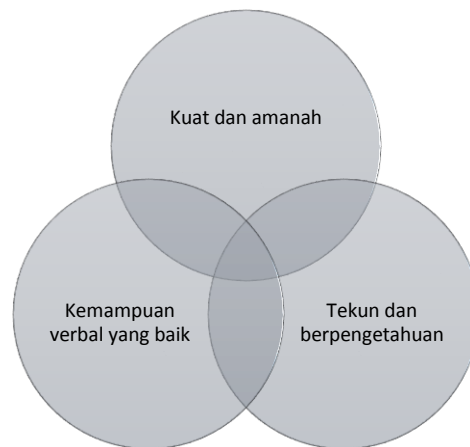 Kuat dan amanah
Kemampuan
verbal yang baik
Tekun dan
berpengetahuan